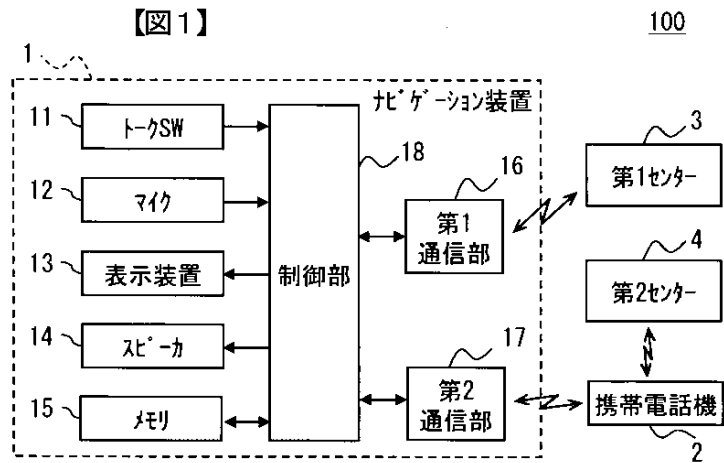 【図1】
100
1
ﾅﾋﾞｹﾞｰｼｮﾝ装置
11
ﾄｰｸSW
18
3
第1ｾﾝﾀｰ
12
ﾏｲｸ
16
第1
通信部
4
第2ｾﾝﾀｰ
13
表示装置
制御部
14
ｽﾋﾟｰｶ
17
第2
通信部
15
ﾒﾓﾘ
携帯電話機
2